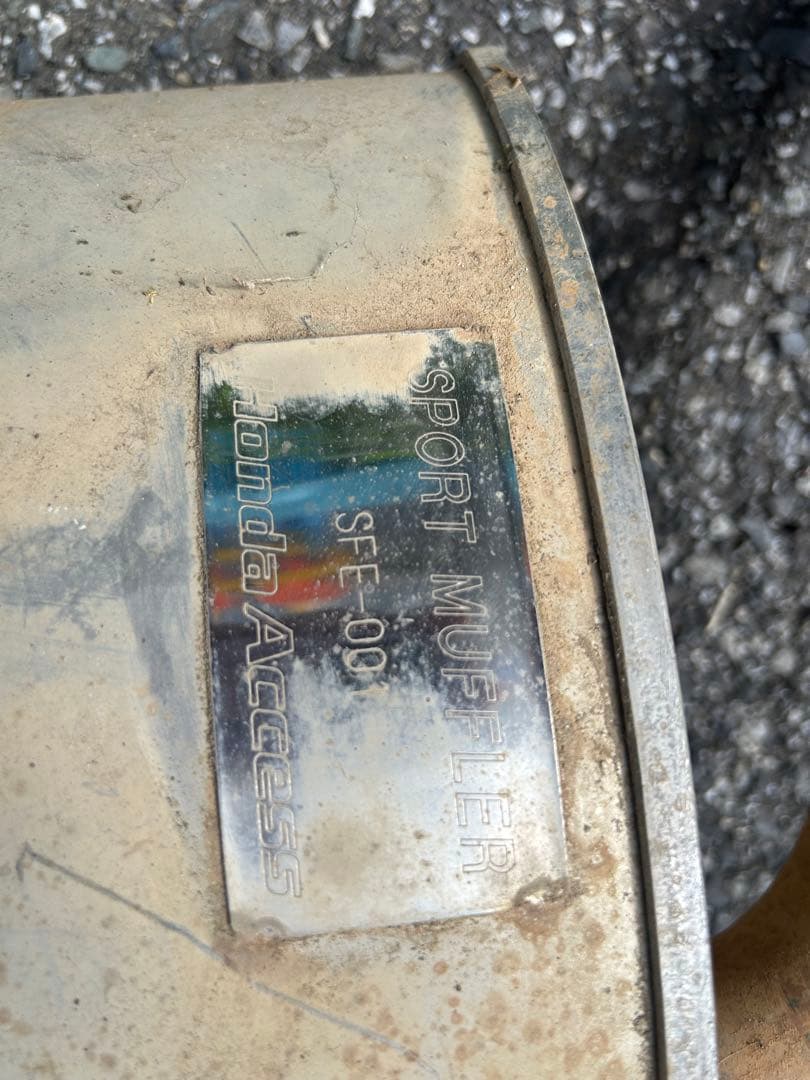 SPORT MUFFLER
SFE-001
Honda Access